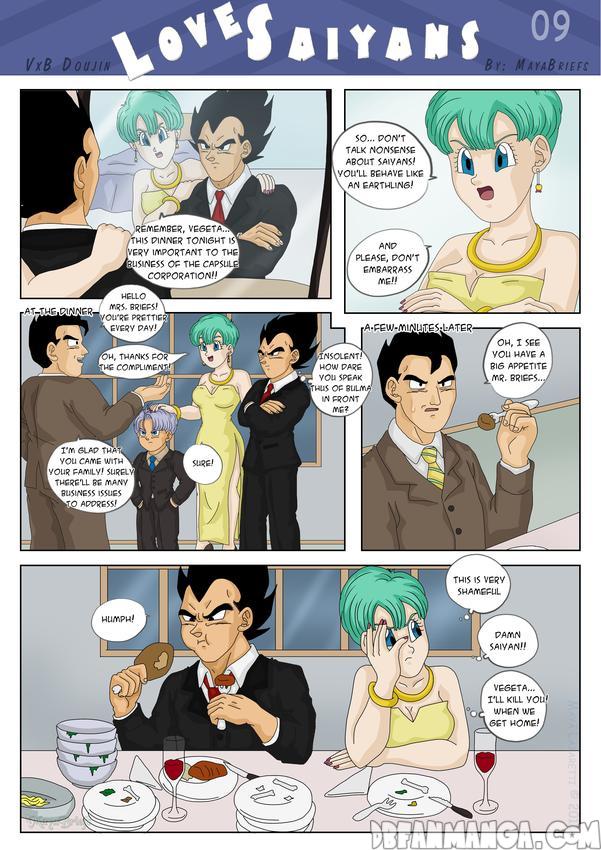 LOVE SAIYANS
09
VXB DOUJIN
BY: MAYABRIEFS
REMEMBER, VEGETA...
THIS DINNER TONIGHT IS
VERY IMPORTANT TO THE
BUSINESS OF THE CAPSULE
CORPORATION!!
SO... DON'T
TALK NONSENSE
ABOUT SAIYANS!
YOU'LL BEHAVE LIKE
AN EARTHLING!
AND
PLEASE, DON'T
EMBARRASS
ME!!
AT THE DINNER
HELLO
MRS. BRIEFS!
YOU'RE PRETTIER
EVERY DAY!
OH, THANKS FOR
THE COMPLIMENT!
INSOLENT!
HOW DARE
YOU SPEAK
THUS OF BULMA
IN FRONT
ME?
I'M GLAD THAT
YOU CAME WITH
YOUR FAMILY! SURELY
THERE'LL BE MANY
BUSINESS ISSUES
TO ADDRESS!
SURE!
A FEW MINUTES LATER
OH, I SEE
YOU HAVE A
BIG APPETITE
MR. BRIEFS...
HUMPH!
THIS IS VERY
SHAMEFUL
DAMN
SAIYAN!!
VEGETA...
I'LL KILL YOU
WHEN WE
GET HOME!
DBFANMANGA.COM